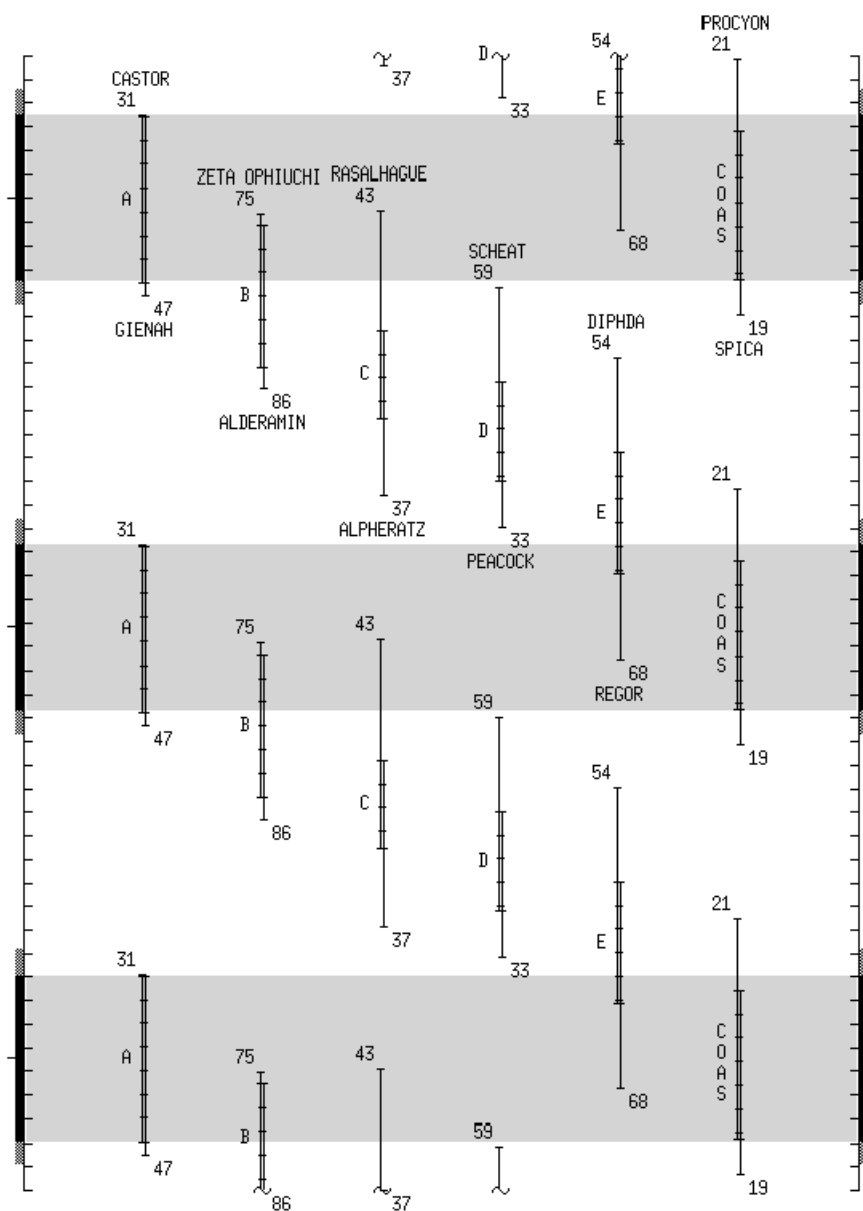 PROCYON
54 21
D
CASTOR 37
31 E 33
ZETA OPHIUCHI RASALHAGUE C
A 75 43 O
A
S
68
SCHEAT
59
B
47 DIPHDA 19
GIENAH 54 SPICA
C
86
ALDERAMIN D
21
37 E
31 ALPHERATZ 33
PEACOCK C
A 75 43 O
A
S
68
59 REGOR
B
47 54 19
C
86 D
21
37 E
31 33
C
A 75 43 O
A
S
68
B 59
47 86 37 19